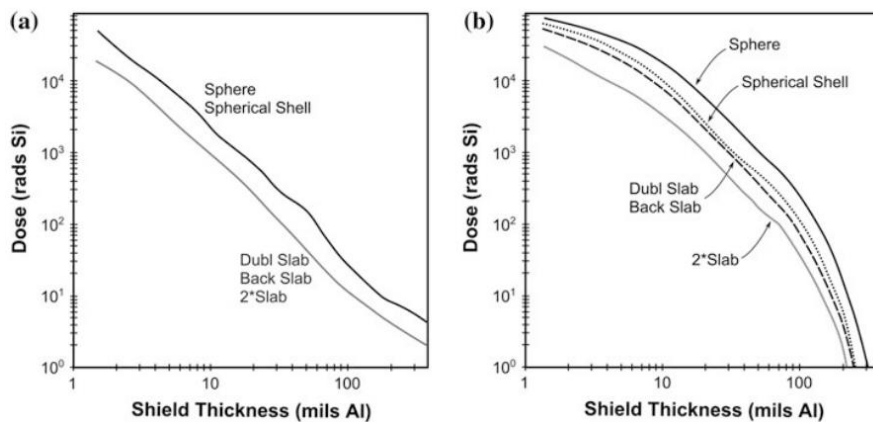 (a)
10⁴
10³
10²
10¹
10⁰
Dose (rads Si)
Sphere
Spherical Shell
Dubl Slab
Back Slab
2*Slab
1
10
100
Shield Thickness (mils Al)
(b)
10⁴
10³
10²
10¹
10⁰
Dose (rads Si)
Sphere
Spherical Shell
Dubl Slab
Back Slab
2*Slab
1
10
100
Shield Thickness (mils Al)